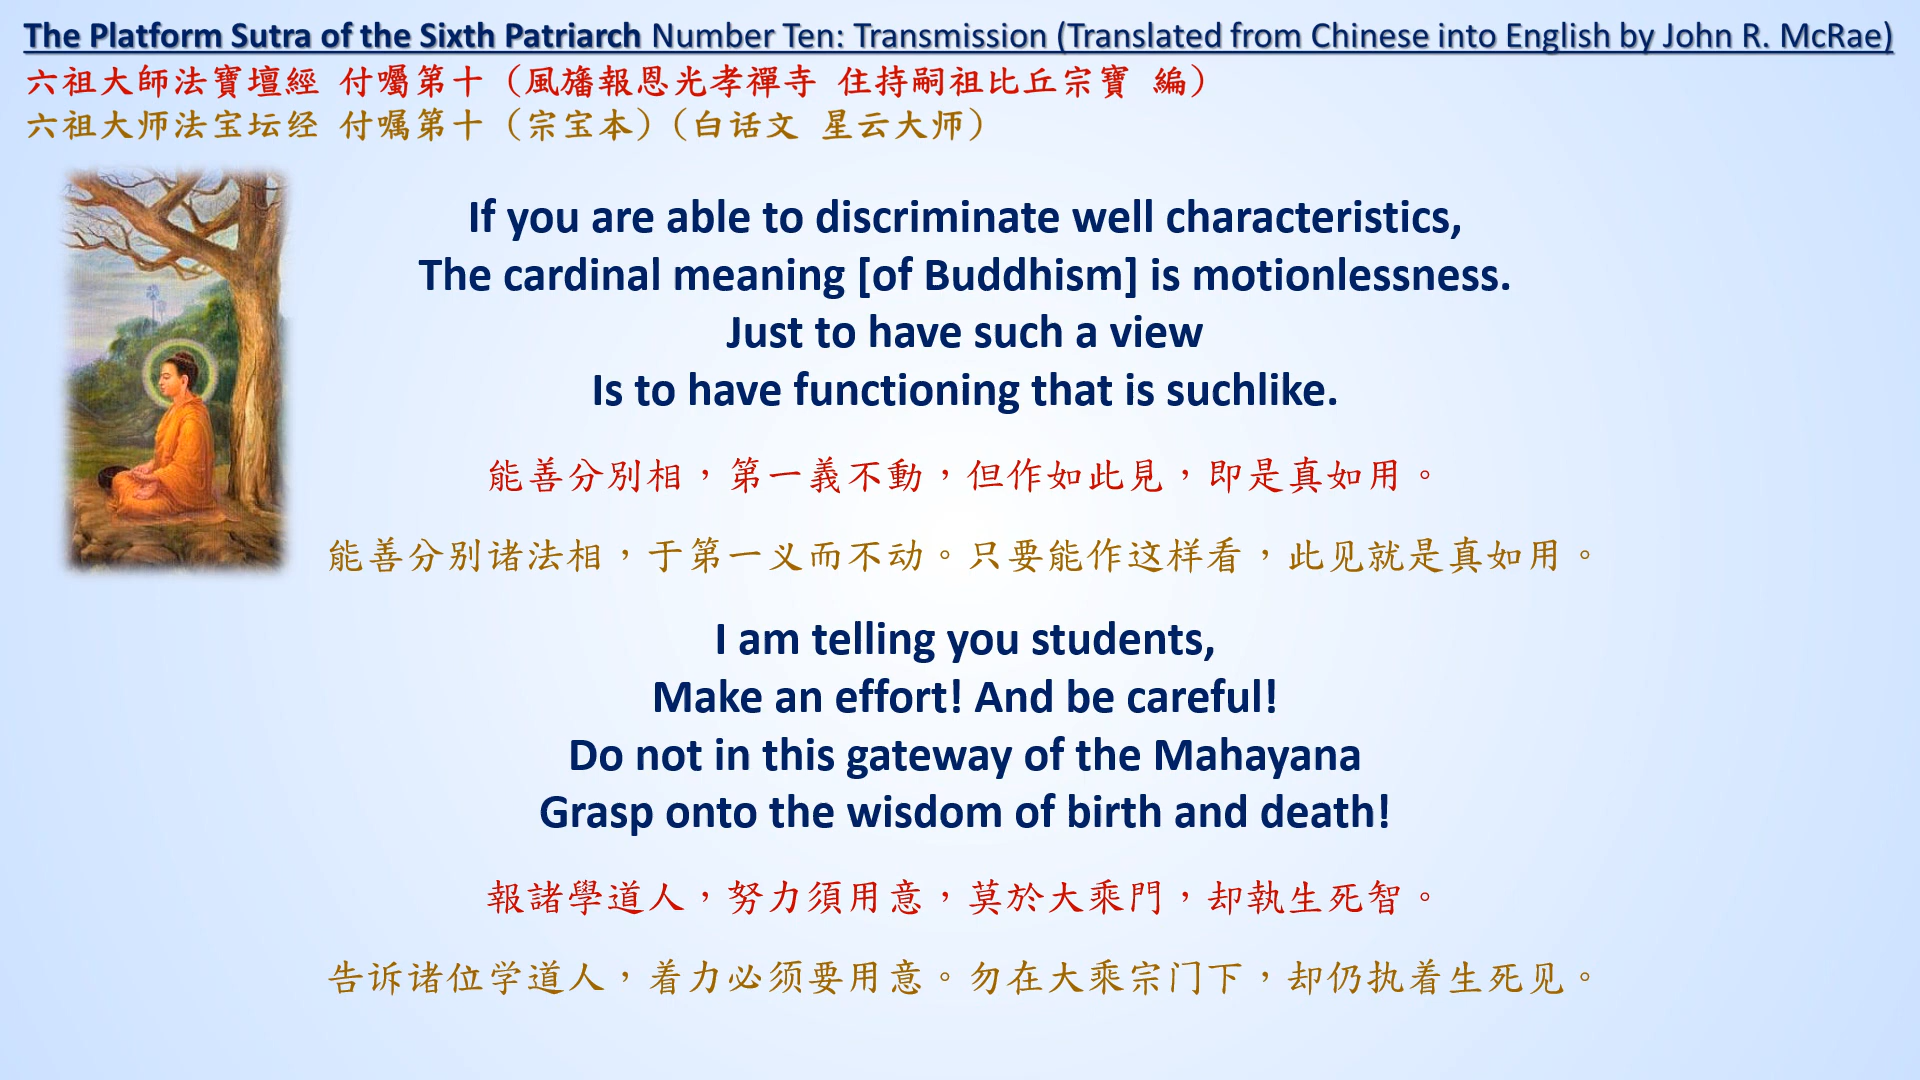 The Platform Sutra of the Sixth Patriarch Number Ten: Transmission (Translated from Chinese into English by John R. McRae)
六祖大師法寶壇經 付囑第十（風旛報恩光孝禪寺 住持嗣祖比丘宗寶 編）
六祖大师法宝坛经 付嘱第十（宗宝本）（白话文 星云大师）
If you are able to discriminate well characteristics,
The cardinal meaning [of Buddhism] is motionlessness.
Just to have such a view
Is to have functioning that is suchlike.
能善分別相，第一義不動，但作如此見，即是真如用。
能善分别诸法相，于第一义而不动。只要能作这样看，此见就是真如用。
I am telling you students,
Make an effort! And be careful!
Do not in this gateway of the Mahayana
Grasp onto the wisdom of birth and death!
報諸學道人，努力須用意，莫於大乘門，却執生死智。
告诉诸位学道人，着力必须要用意。勿在大乘宗门下，却仍执着生死见。